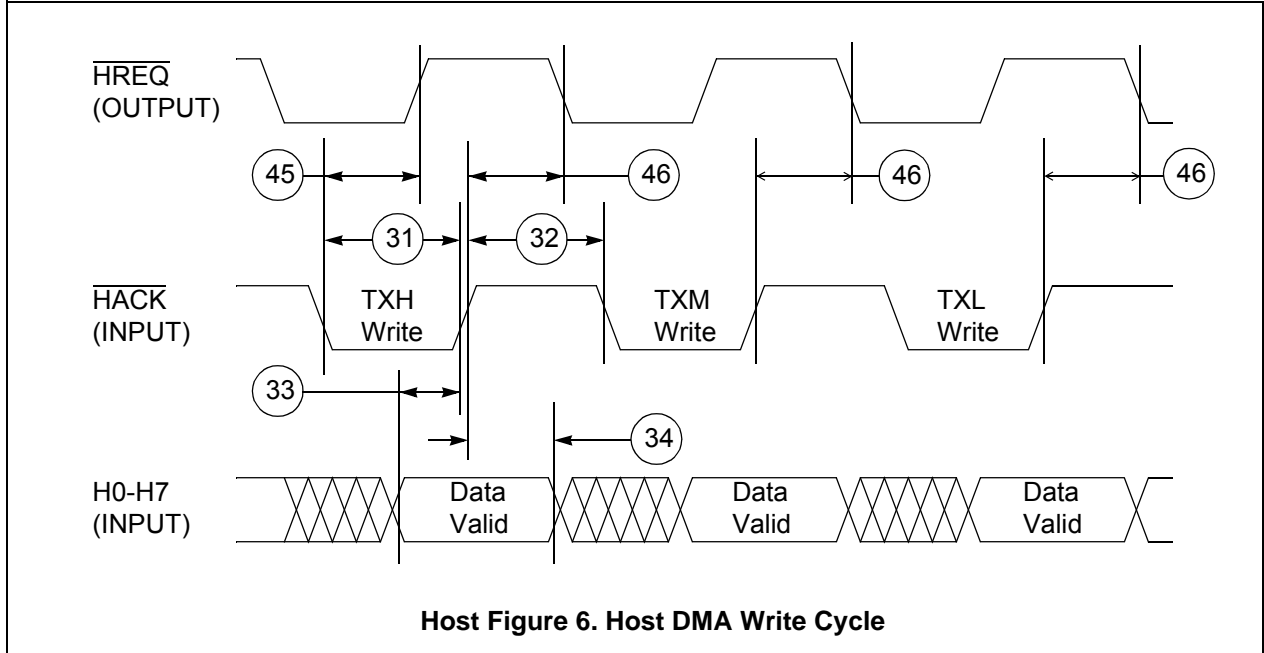 HREQ
(OUTPUT)
45
46
46
46
31
32
HACK
(INPUT)
TXH
Write
TXM
Write
TXL
Write
33
34
H0-H7
(INPUT)
Data
Valid
Data
Valid
Data
Valid
Host Figure 6. Host DMA Write Cycle